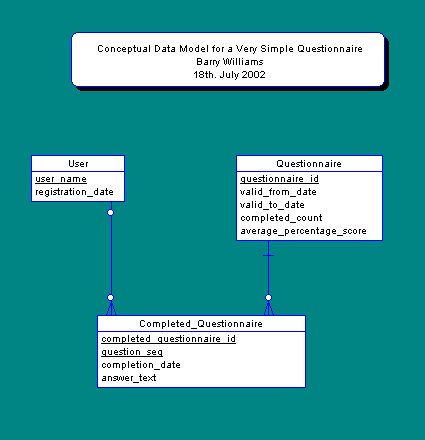 Conceptual Data Model for a Very Simple Questionnaire
Barry Williams
18th. July 2002
User
user_name
registration_date
Questionnaire
questionnaire_id
valid_from_date
valid_to_date
completed_count
average_percentage_score
Completed_Questionnaire
completed_questionnaire_id
question_seq
completion_date
answer_text